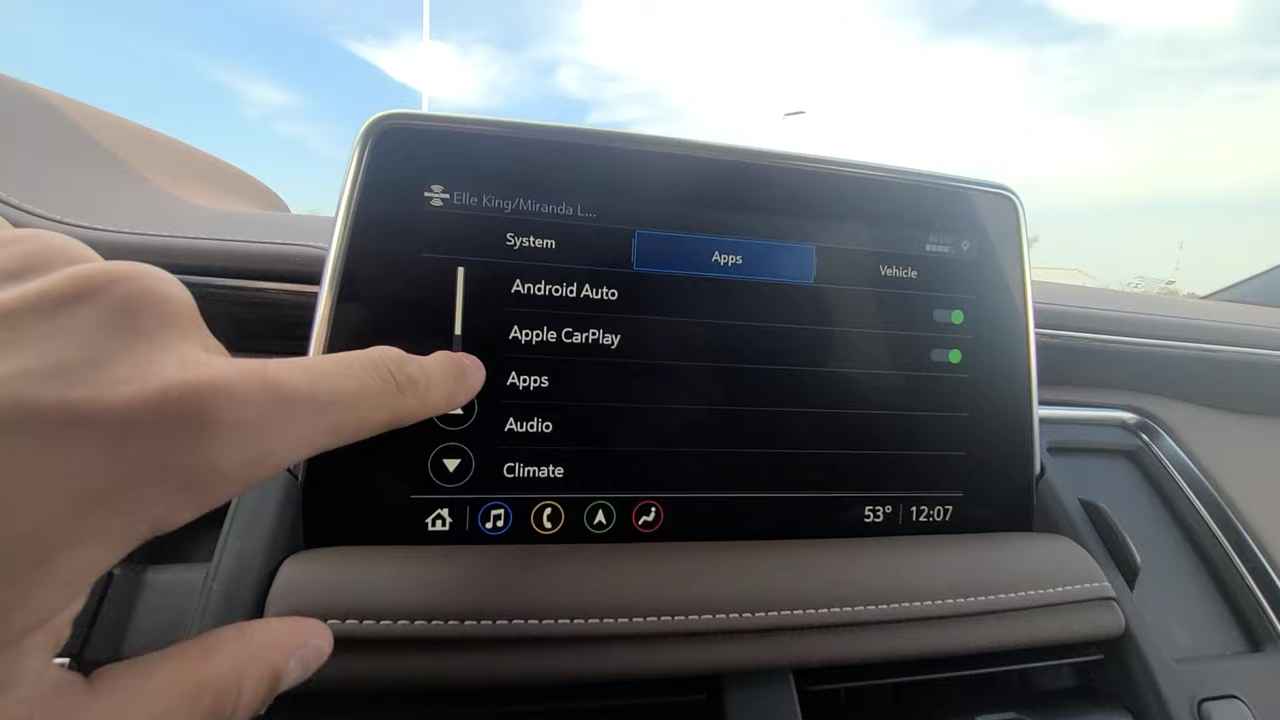 Elle King/Miranda L...
System
Apps
Vehicle
Android Auto
Apple CarPlay
Apps
Audio
Climate
53° 12:07